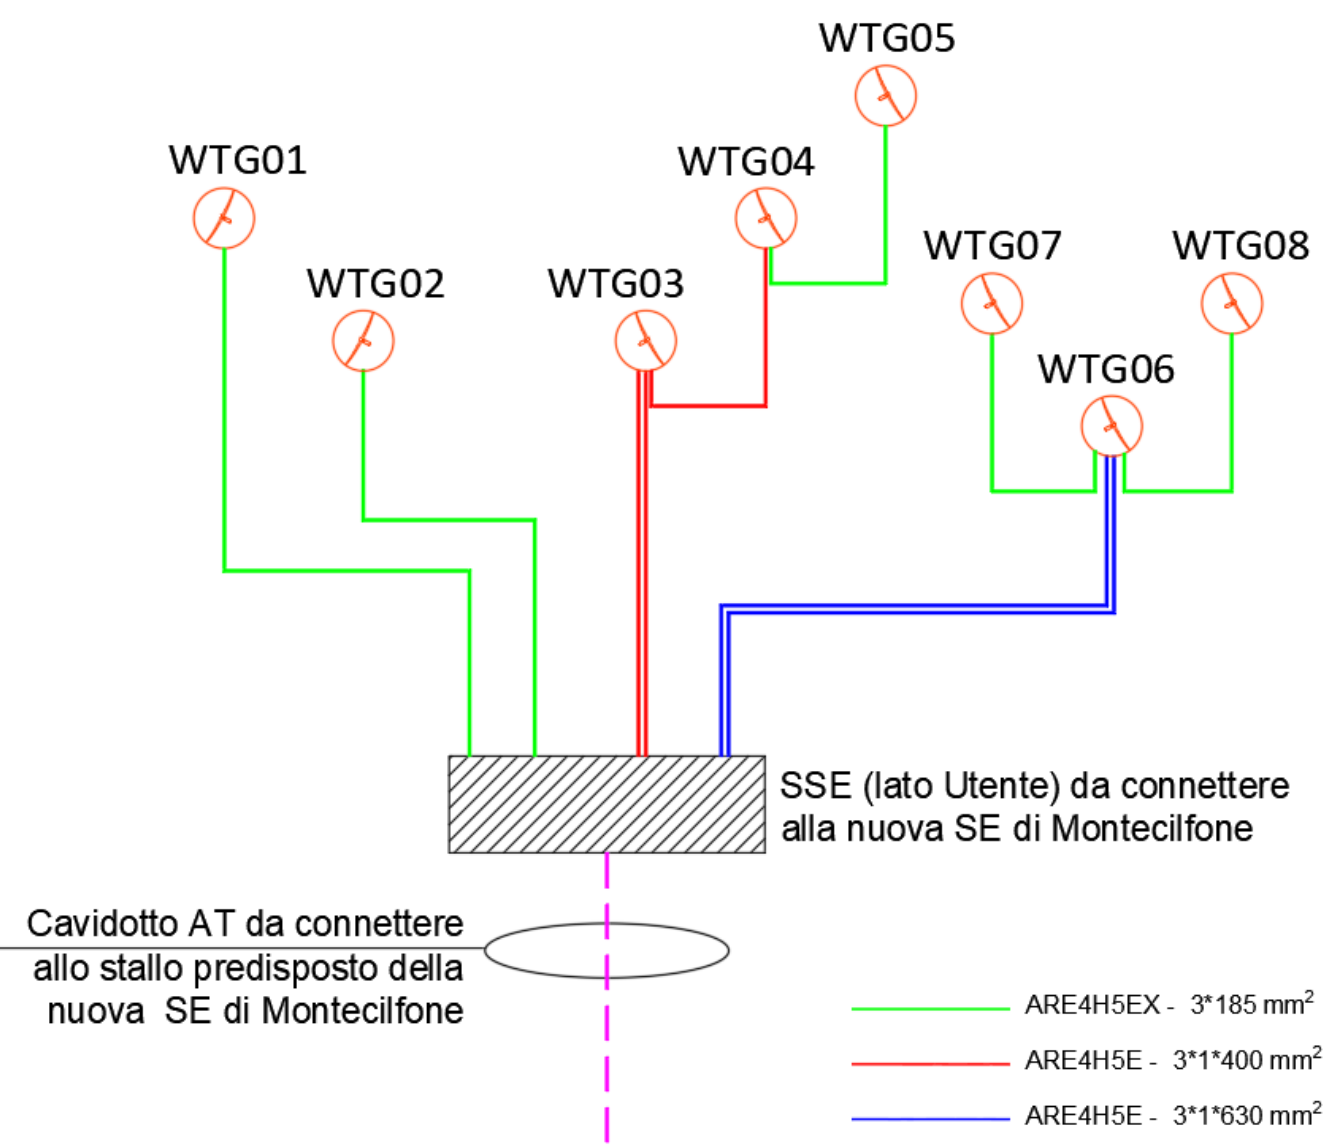 WTG05
WTG01
WTG04
WTG07
WTG08
WTG02
WTG03
WTG06
SSE (lato Utente) da connettere
alla nuova SE di Montecilfone
Cavidotto AT da connettere
allo stallo predisposto della
nuova SE di Montecilfone
ARE4H5EX - 3*185 mm²
ARE4H5E - 3*1*400 mm²
ARE4H5E - 3*1*630 mm²